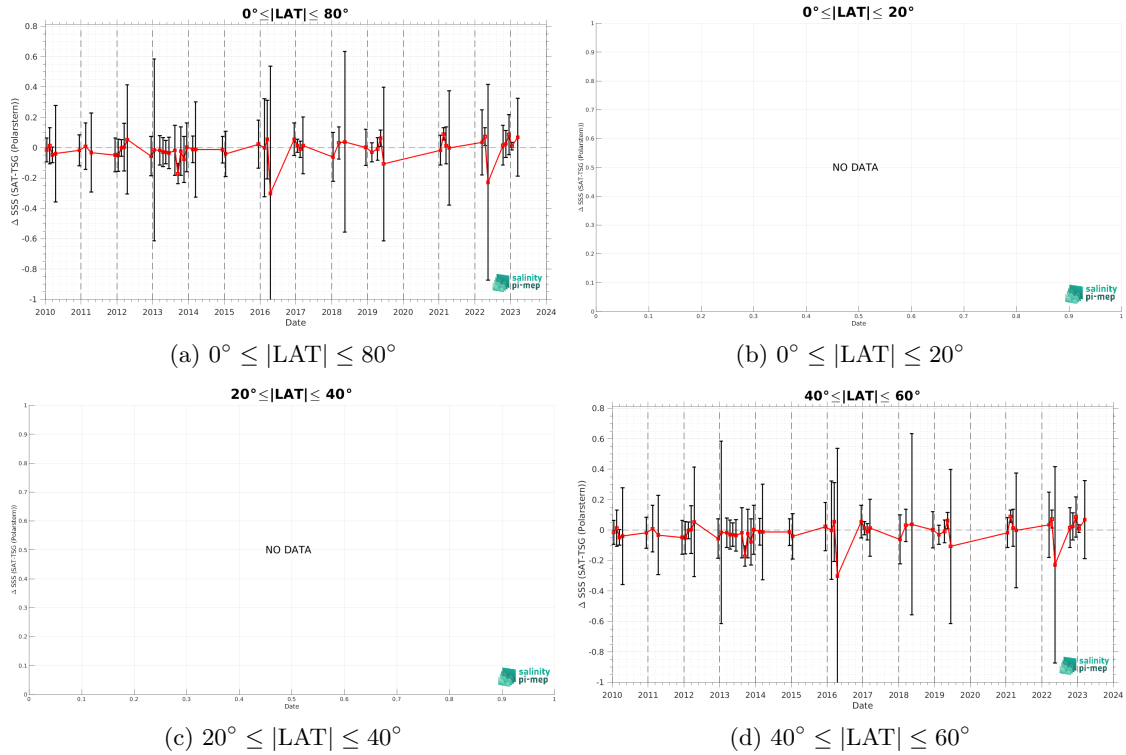 0°≤|LAT|≤ 80°
Δ SSS (SAT-TSG (Polarstern))
0.8
0.6
0.4
0.2
0
-0.2
-0.4
-0.6
-0.8
-1
2010 2011 2012 2013 2014 2015 2016 2017 2018 2019 2020 2021 2022 2023 2024
Date
salinity
pi-mep
(a) 0° ≤ |LAT| ≤ 80°
0°≤|LAT|≤ 20°
Δ SSS (SAT-TSG (Polarstern))
1
0.9
0.8
0.7
0.6
0.5
0.4
0.3
0.2
0.1
0
NO DATA
0 0.1 0.2 0.3 0.4 0.5 0.6 0.7 0.8 0.9 1
Date
salinity
pi-mep
(b) 0° ≤ |LAT| ≤ 20°
20°≤|LAT|≤ 40°
Δ SSS (SAT-TSG (Polarstern))
1
0.9
0.8
0.7
0.6
0.5
0.4
0.3
0.2
0.1
0
NO DATA
0 0.1 0.2 0.3 0.4 0.5 0.6 0.7 0.8 0.9 1
Date
salinity
pi-mep
(c) 20° ≤ |LAT| ≤ 40°
40°≤|LAT|≤ 60°
Δ SSS (SAT-TSG (Polarstern))
0.8
0.6
0.4
0.2
0
-0.2
-0.4
-0.6
-0.8
-1
2010 2011 2012 2013 2014 2015 2016 2017 2018 2019 2020 2021 2022 2023 2024
Date
salinity
pi-mep
(d) 40° ≤ |LAT| ≤ 60°